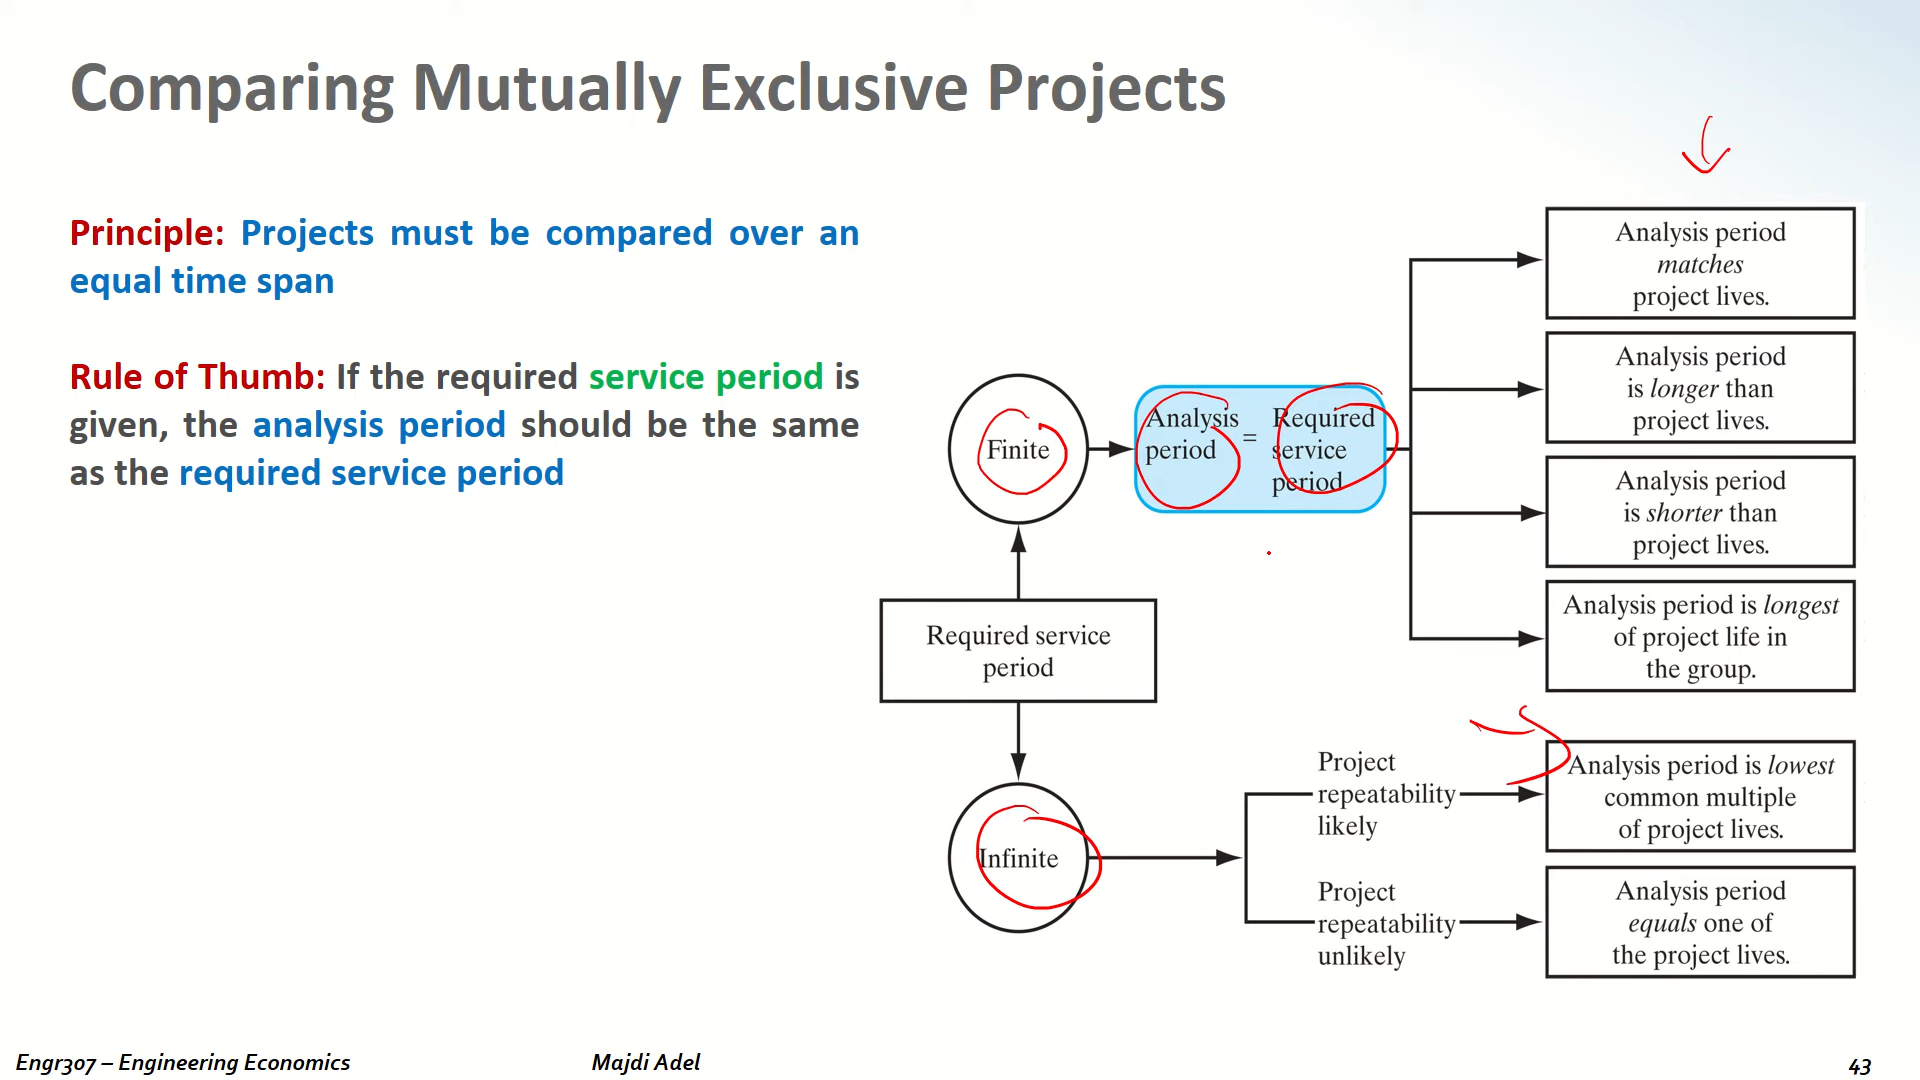 Comparing Mutually Exclusive Projects
Principle: Projects must be compared over an
equal time span
Rule of Thumb: If the required service period is
given, the analysis period should be the same
as the required service period
Finite
Analysis
period
=
Required
service
period
Analysis period
matches
project lives.
Analysis period
is longer than
project lives.
Analysis period
is shorter than
project lives.
Analysis period is longest
of project life in
the group.
Required service
period
Infinite
Project
repeatability
likely
Analysis period is lowest
common multiple
of project lives.
Project
repeatability
unlikely
Analysis period
equals one of
the project lives.
Engr307 – Engineering Economics
Majdi Adel
43